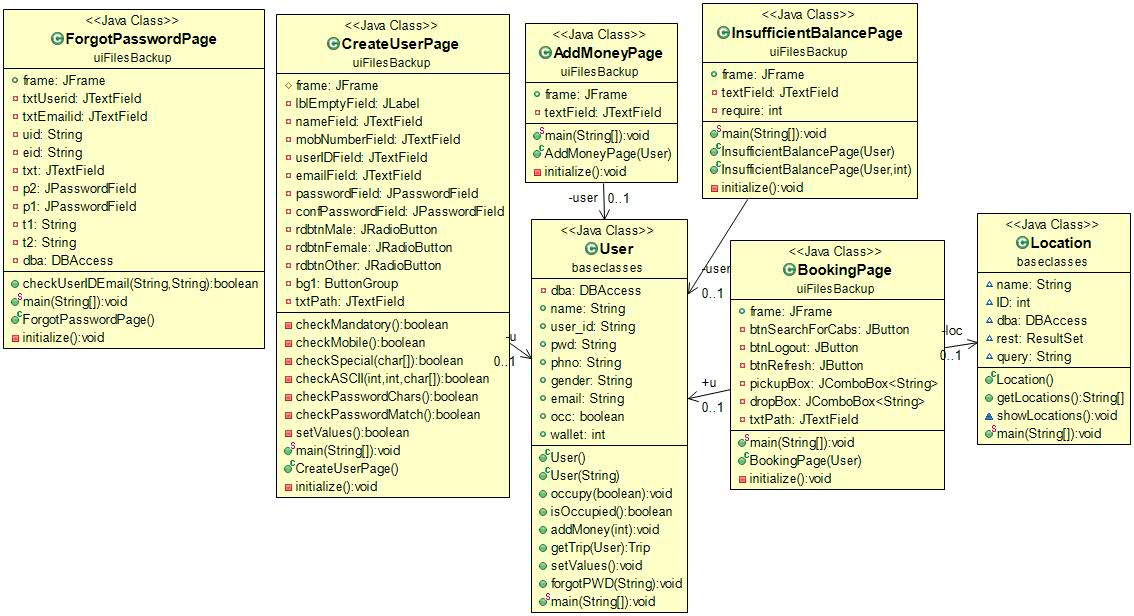 <<Java Class>>
ForgotPasswordPage
uiFilesBackup
frame: JFrame
txtUserid: JTextField
txtEmailid: JTextField
uid: String
eid: String
txt: JTextField
p2: JPasswordField
p1: JPasswordField
t1: String
t2: String
dba: DBAccess
checkUserIDEmail(String,String):boolean
main(String[]):void
ForgotPasswordPage()
initialize():void
<<Java Class>>
CreateUserPage
uiFilesBackup
frame: JFrame
lblEmptyField: JLabel
nameField: JTextField
mobNumberField: JTextField
userIDField: JTextField
emailField: JTextField
passwordField: JPasswordField
confPasswordField: JPasswordField
rdbtnMale: JRadioButton
rdbtnFemale: JRadioButton
rdbtnOther: JRadioButton
bg1: ButtonGroup
txtPath: JTextField
checkMandatory():boolean
checkMobile():boolean
checkSpecial(char[]):boolean
checkASCII(int,int,char[]):boolean
checkPasswordChars():boolean
checkPasswordMatch():boolean
setValues():boolean
main(String[]):void
CreateUserPage()
initialize():void
-u
0..1
<<Java Class>>
AddMoneyPage
uiFilesBackup
frame: JFrame
textField: JTextField
main(String[]):void
AddMoneyPage(User)
initialize():void
-user
0..1
<<Java Class>>
User
baseclasses
dba: DBAccess
name: String
user_id: String
pwd: String
phno: String
gender: String
email: String
occ: boolean
wallet: int
User()
User(String)
occupy(boolean):void
isOccupied():boolean
addMoney(int):void
getTrip(User):Trip
setValues():void
forgotPWD(String):void
main(String[]):void
<<Java Class>>
InsufficientBalancePage
uiFilesBackup
frame: JFrame
textField: JTextField
require: int
main(String[]):void
InsufficientBalancePage(User)
InsufficientBalancePage(User,int)
initialize():void
-user
0..1
<<Java Class>>
BookingPage
uiFilesBackup
frame: JFrame
btnSearchForCabs: JButton
btnLogout: JButton
btnRefresh: JButton
pickupBox: JComboBox<String>
dropBox: JComboBox<String>
txtPath: JTextField
main(String[]):void
BookingPage(User)
initialize():void
+u
0..1
-loc
0..1
<<Java Class>>
Location
baseclasses
name: String
ID: int
dba: DBAccess
rest: ResultSet
query: String
Location()
getLocations():String[]
showLocations():void
main(String[]):void